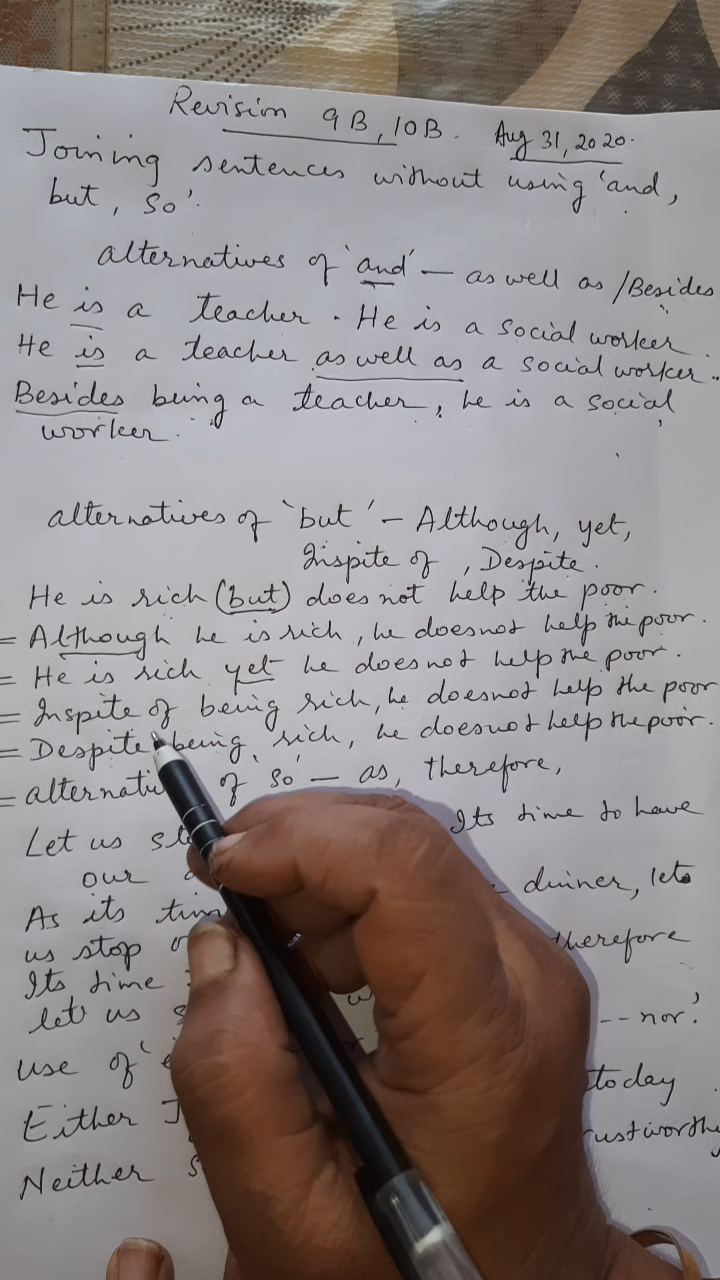 Revision 9B, 10B. Aug 31, 2020.
Joining sentences without using 'and,
but, so'.
alternatives of 'and' — as well as /Besides
He is a teacher. He is a social worker.
He is a teacher as well as a social worker.
Besides being a teacher, he is a social
worker.
alternatives of 'but' – Although, yet,
Inspite of, Despite.
He is rich (but) does not help the poor.
= Although he is rich, he doesnot help the poor.
= He is rich yet he does not help the poor.
= Inspite of being rich, he doesnot help the poor
= Despite being rich, he doesnot help the poor.
= of 'so' — as, therefore,
Let us Its time to have
our dinner, lets
As its
us stop therefore
Its time
let us
use of -- nor'
Either today
Neither